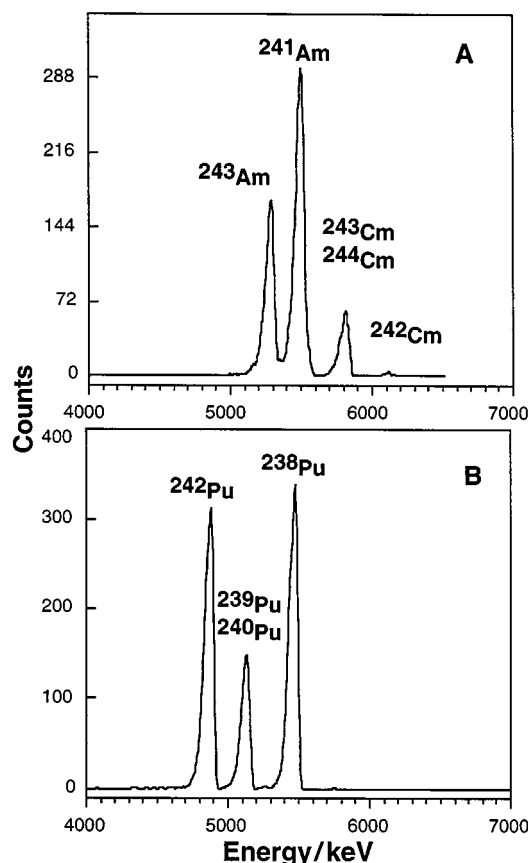 A
288
216
144
72
0
²⁴¹Am
²⁴³Am
²⁴³Cm
²⁴⁴Cm
²⁴²Cm
4000 5000 6000 7000
Counts
B
400
300
200
100
0
²³⁸Pu
²⁴²Pu
²³⁹Pu
²⁴⁰Pu
4000 5000 6000 7000
Energy/keV